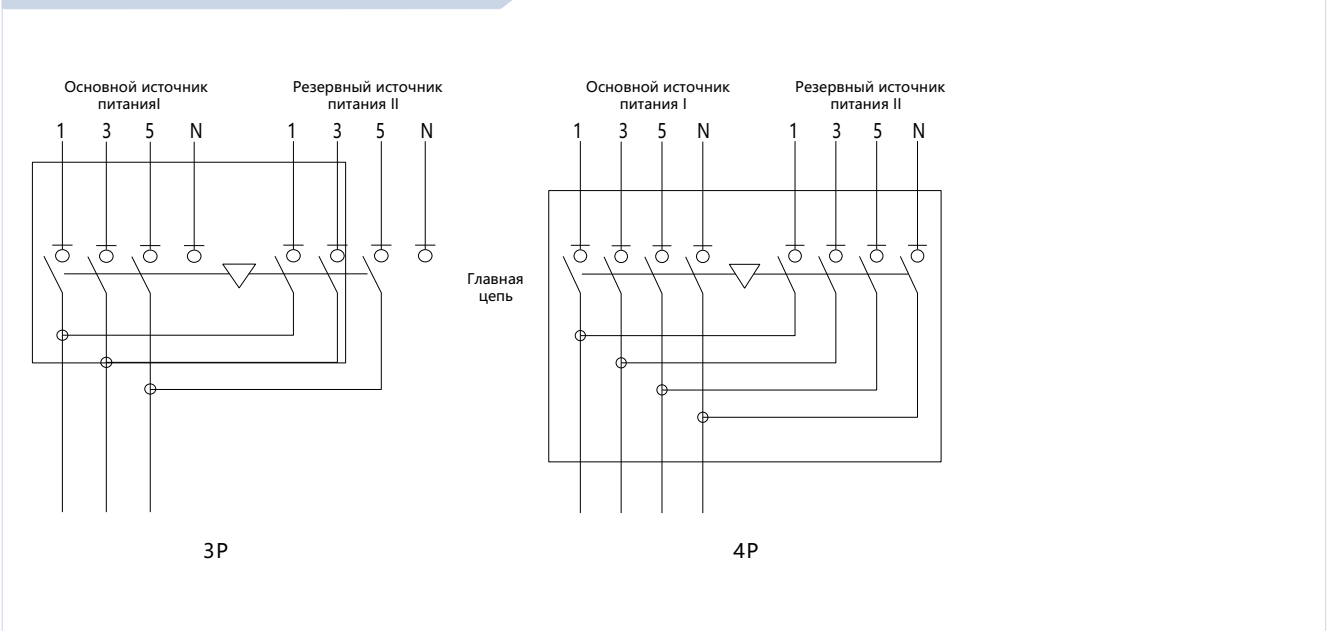 Основной источник
питанияI
Резервный источник
питания II
1 3 5 N 1 3 5 N
Главная
цепь
3P
Основной источник
питания I
Резервный источник
питания II
1 3 5 N 1 3 5 N
4P